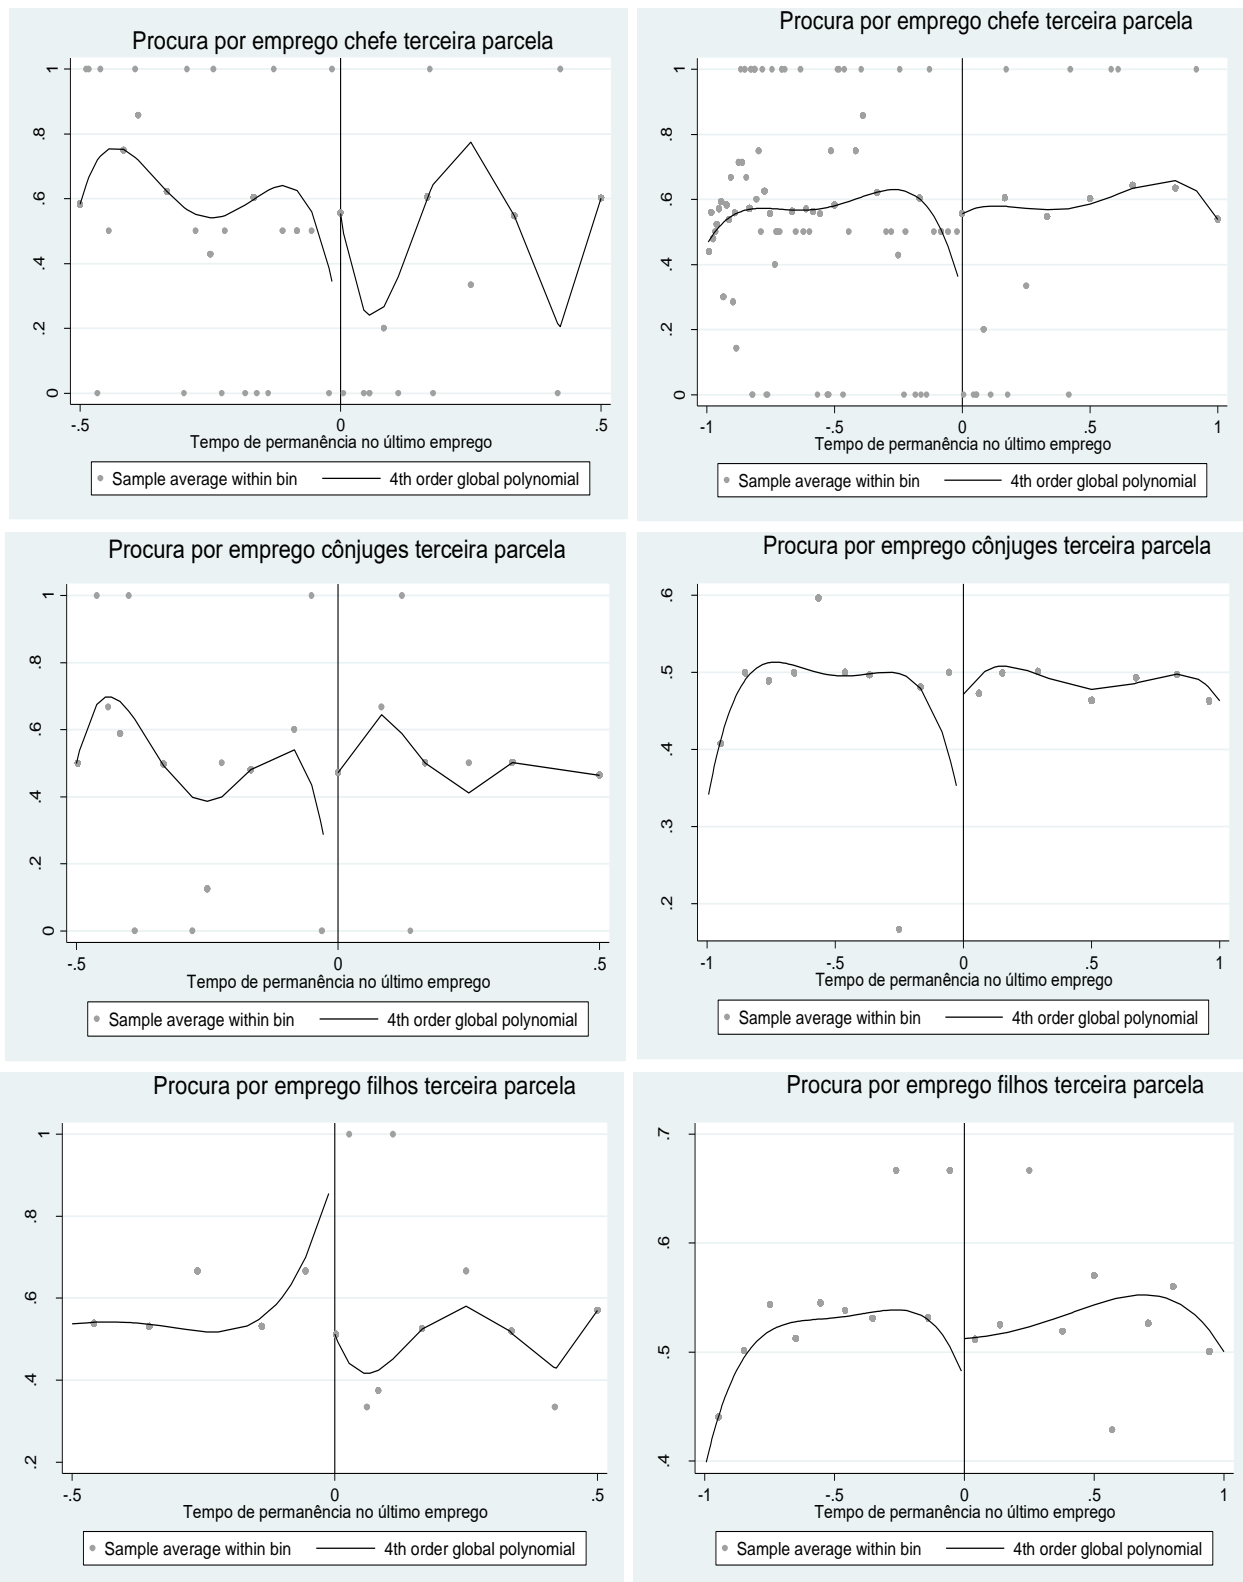 Procura por emprego chefe terceira parcela
1
.8
.6
.4
.2
0
-.5
0
.5
Tempo de permanência no último emprego
Sample average within bin
4th order global polynomial
Procura por emprego chefe terceira parcela
1
.8
.6
.4
.2
0
-1
-.5
0
.5
1
Tempo de permanência no último emprego
Sample average within bin
4th order global polynomial
Procura por emprego cônjuges terceira parcela
1
.8
.6
.4
.2
0
-.5
0
.5
Tempo de permanência no último emprego
Sample average within bin
4th order global polynomial
Procura por emprego cônjuges terceira parcela
.6
.5
.4
.3
.2
-1
-.5
0
.5
1
Tempo de permanência no último emprego
Sample average within bin
4th order global polynomial
Procura por emprego filhos terceira parcela
1
.8
.6
.4
.2
-.5
0
.5
Tempo de permanência no último emprego
Sample average within bin
4th order global polynomial
Procura por emprego filhos terceira parcela
.7
.6
.5
.4
-1
-.5
0
.5
1
Tempo de permanência no último emprego
Sample average within bin
4th order global polynomial